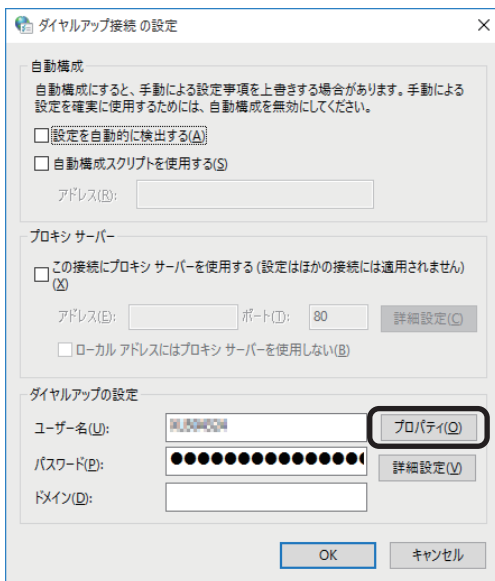 ダイヤルアップ接続 の設定
自動構成
自動構成にすると、手動による設定事項を上書きする場合があります。手動による
設定を確実に使用するためには、自動構成を無効にしてください。
設定を自動的に検出する(A)
自動構成スクリプトを使用する(S)
アドレス(R):
プロキシ サーバー
この接続にプロキシ サーバーを使用する (設定はほかの接続には適用されません)
(X)
アドレス(E): ポート(T): 80 詳細設定(C)
ローカル アドレスにはプロキシ サーバーを使用しない(B)
ダイヤルアップの設定
ユーザー名(U): プロパティ(O)
パスワード(P): ●●●●●●●●●●●●●●● 詳細設定(V)
ドメイン(D):
OK キャンセル